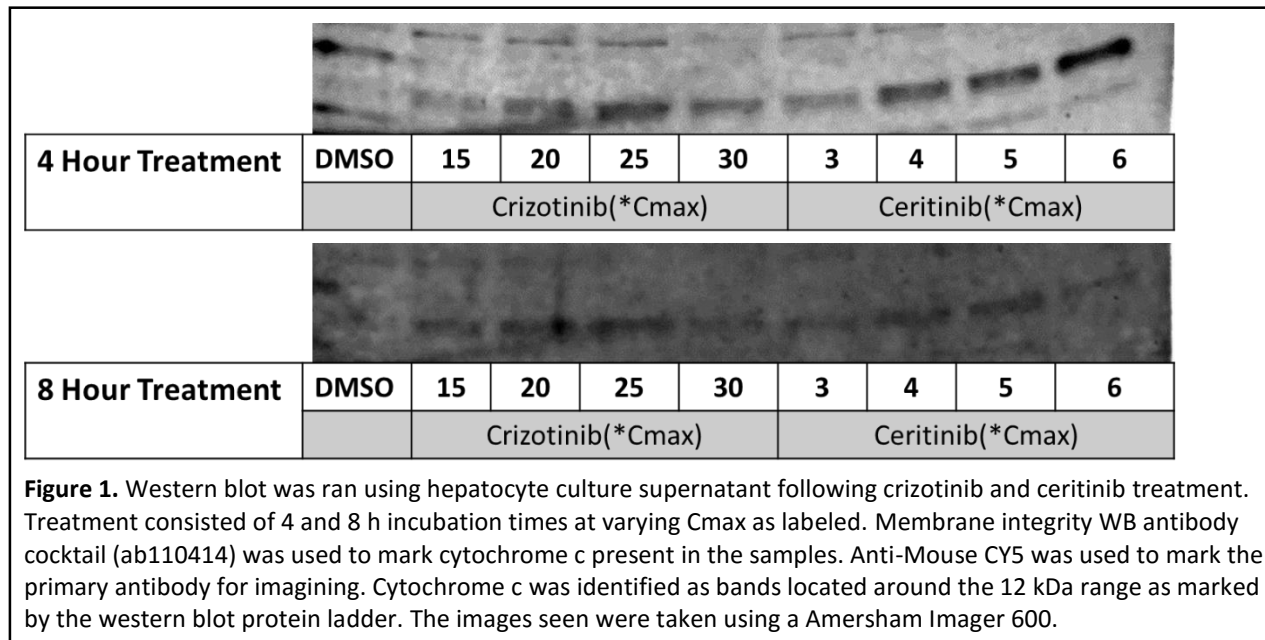 4 Hour Treatment DMSO 15 20 25 30 3 4 5 6
Crizotinib(*Cmax) Ceritinib(*Cmax)
8 Hour Treatment DMSO 15 20 25 30 3 4 5 6
Crizotinib(*Cmax) Ceritinib(*Cmax)
Figure 1. Western blot was ran using hepatocyte culture supernatant following crizotinib and ceritinib treatment.
Treatment consisted of 4 and 8 h incubation times at varying Cmax as labeled. Membrane integrity WB antibody
cocktail (ab110414) was used to mark cytochrome c present in the samples. Anti-Mouse CY5 was used to mark the
primary antibody for imagining. Cytochrome c was identified as bands located around the 12 kDa range as marked
by the western blot protein ladder. The images seen were taken using a Amersham Imager 600.